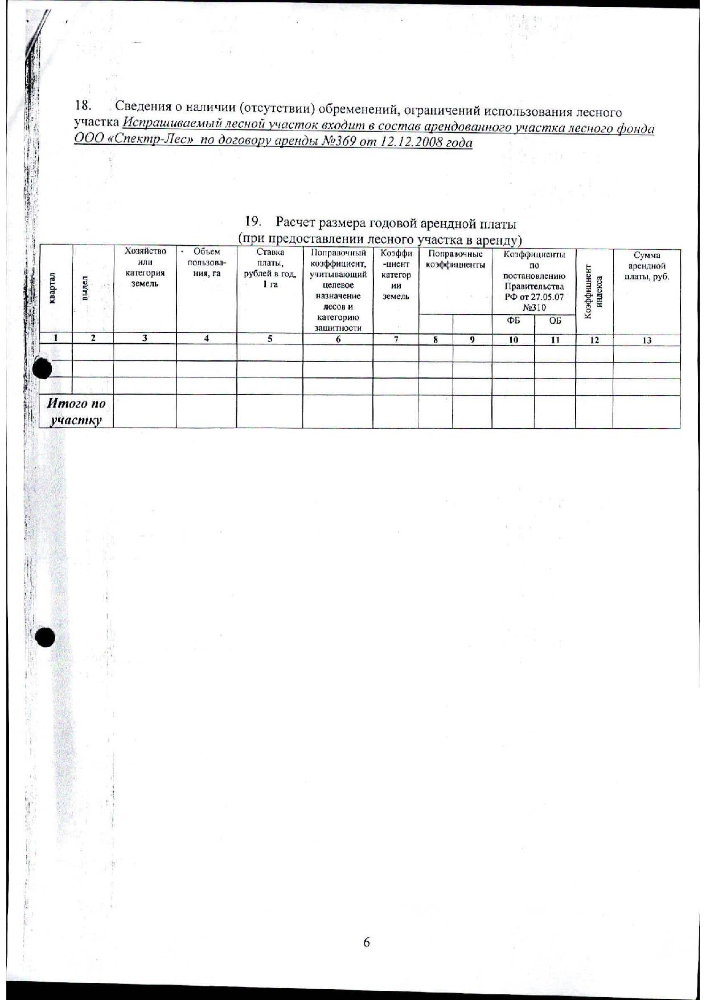 18. Сведения о наличии (отсутствии) обременений, ограничений использования лесного
участка Испрашиваемый лесной участок входит в состав арендованного участка лесного фонда
ООО «Спектр-Лес» по договору аренды №369 от 12.12.2008 года
19. Расчет размера годовой арендной платы
(при предоставлении лесного участка в аренду)
квартал
выдел
Хозяйство
или
категория
земель
Объем
пользова-
ния, га
Ставка
платы,
рублей в год,
1 га
Поправочный
коэффициент,
учитывающий
целевое
назначение
лесов и
категорию
защитности
Коэффи
-циент
категор
ии
земель
Поправочные
коэффициенты
Коэффициенты
по
постановлению
Правительства
РФ от 27.05.07
№310
ФБ ОБ
Коэффициент
индекса
Сумма
арендной
платы, руб.
1 2 3 4 5 6 7 8 9 10 11 12 13
Итого по
участку
6